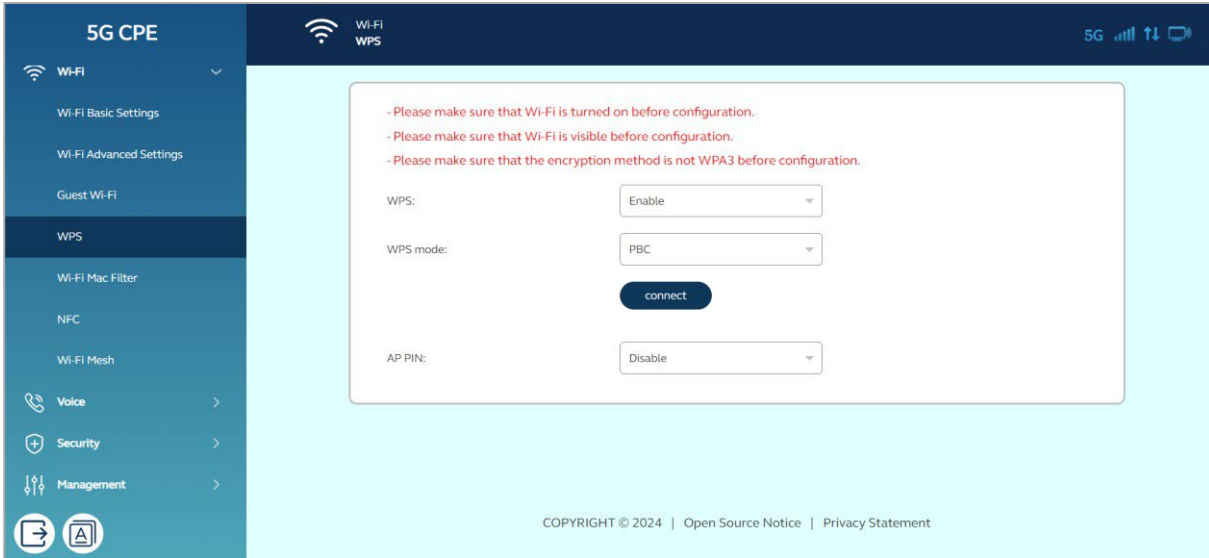 5G CPE
Wi-Fi
WPS
5G
Wi-Fi
Wi-Fi Basic Settings
Wi-Fi Advanced Settings
Guest Wi-Fi
WPS
Wi-Fi Mac Filter
NFC
Wi-Fi Mesh
Voice
Security
Management
A
- Please make sure that Wi-Fi is turned on before configuration.
- Please make sure that Wi-Fi is visible before configuration.
- Please make sure that the encryption method is not WPA3 before configuration.
WPS: Enable
WPS mode: PBC
connect
AP PIN: Disable
COPYRIGHT © 2024 | Open Source Notice | Privacy Statement